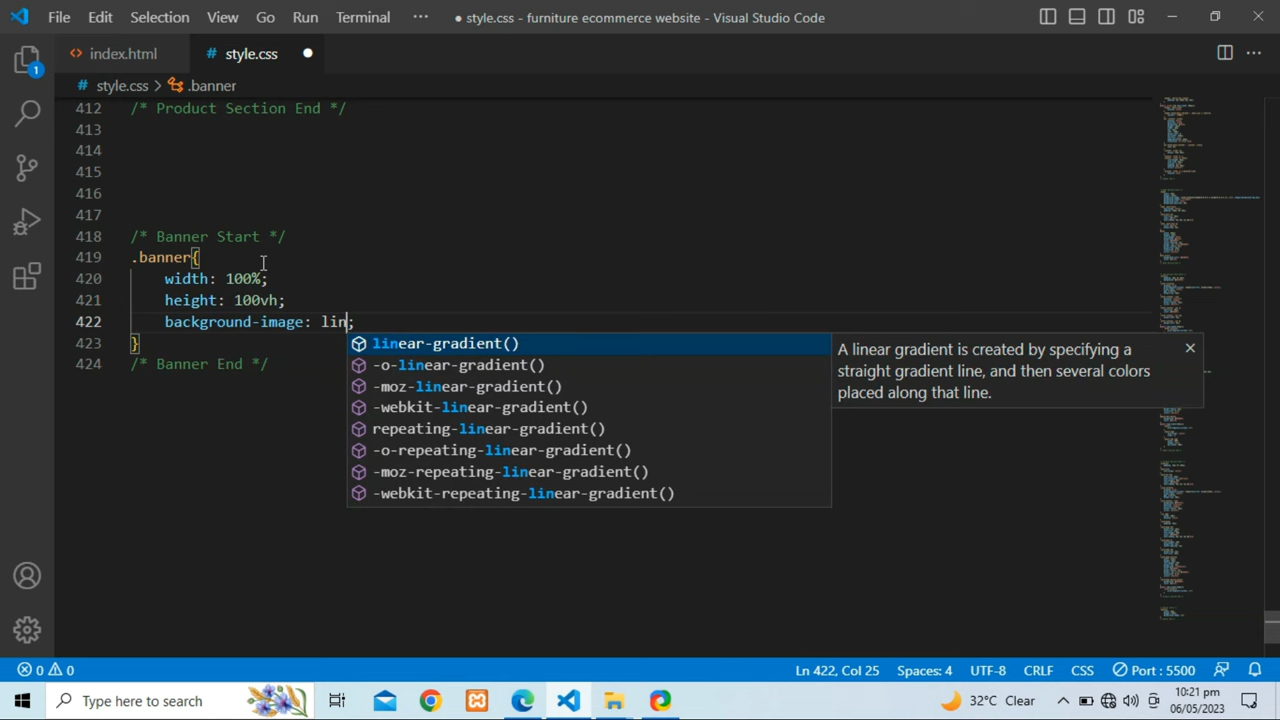 File Edit Selection View Go Run Terminal ··· ● style.css - furniture ecommerce website - Visual Studio Code
<> index.html # style.css ●
# style.css > .banner
412 /* Product Section End */
413
414
415
416
417
418 /* Banner Start */
419 .banner{
420 width: 100%;
421 height: 100vh;
422 background-image: lin;
423 }
424 /* Banner End */
linear-gradient()
-o-linear-gradient()
-moz-linear-gradient()
-webkit-linear-gradient()
repeating-linear-gradient()
-o-repeating-linear-gradient()
-moz-repeating-linear-gradient()
-webkit-repeating-linear-gradient()
A linear gradient is created by specifying a
straight gradient line, and then several colors
placed along that line.
1
0 0 Ln 422, Col 25 Spaces: 4 UTF-8 CRLF CSS Port : 5500
Type here to search 32°C Clear 10:21 pm
06/05/2023